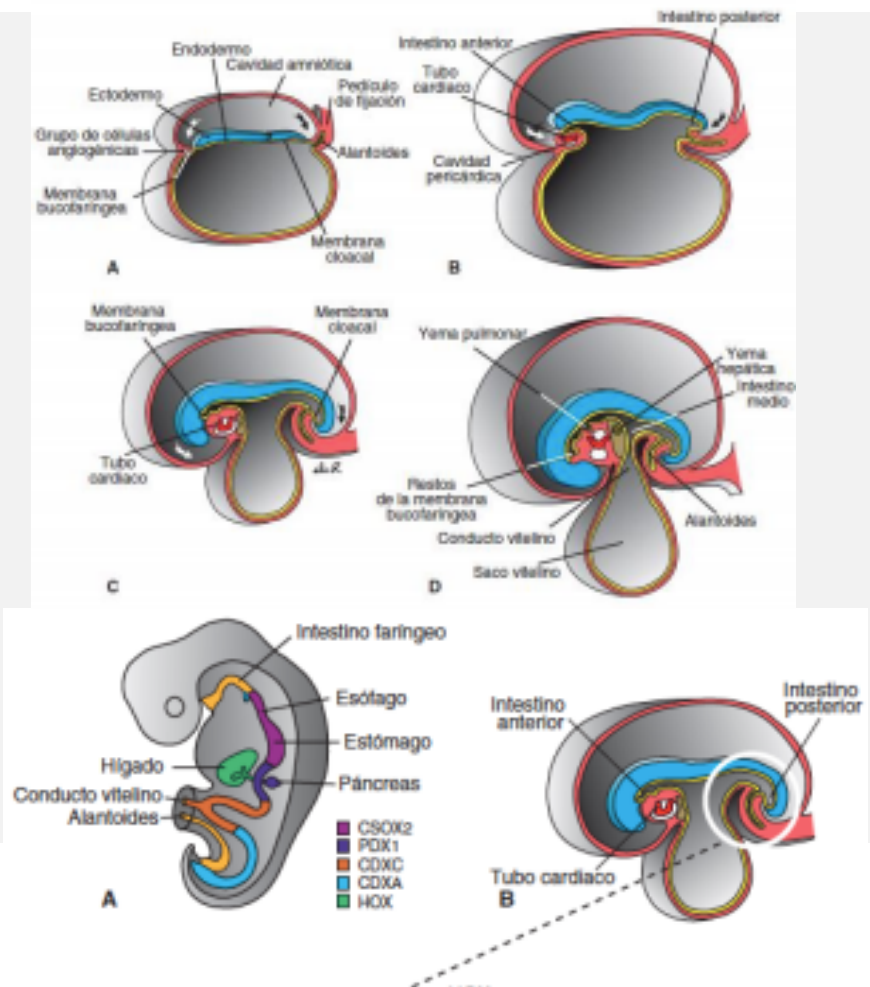 Endodermo
Cavidad amniótica
Ectodermo
Pedículo
de fijación
Grupo de células
angiogénicas
Alantoides
Membrana
bucofaríngea
Membrana
cloacal
A
Intestino posterior
Intestino anterior
Tubo
cardiaco
Cavidad
pericárdica
B
Membrana
bucofaríngea
Membrana
cloacal
Tubo
cardiaco
C
Yema pulmonar
Yema
hepática
Intestino
medio
Restos
de la membrana
bucofaríngea
Alantoides
Conducto vitelino
Saco vitelino
D
Intestino faríngeo
Esófago
Estómago
Hígado
Páncreas
Conducto vitelino
Alantoides
CSOX2
PDX1
CDXC
CDXA
HOX
A
Intestino
anterior
Intestino
posterior
Tubo cardiaco
B